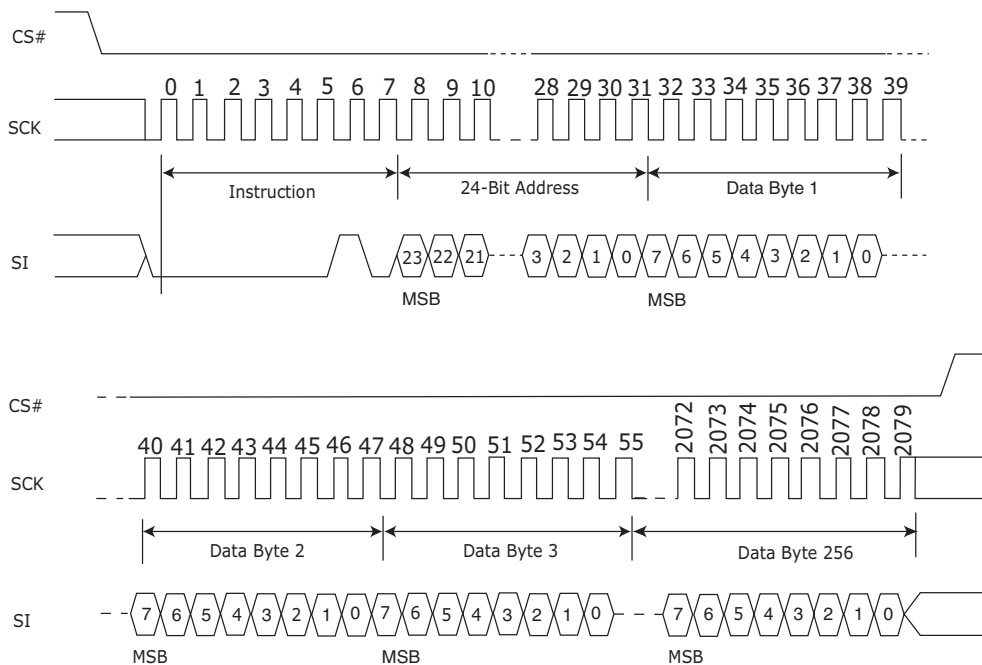 CS#
0 1 2 3 4 5 6 7 8 9 10 28 29 30 31 32 33 34 35 36 37 38 39
SCK
Instruction 24-Bit Address Data Byte 1
SI 23 22 21 3 2 1 0 7 6 5 4 3 2 1 0
MSB MSB
CS#
2072 2073 2074 2075 2076 2077 2078 2079
40 41 42 43 44 45 46 47 48 49 50 51 52 53 54 55
SCK
Data Byte 2 Data Byte 3 Data Byte 256
SI 7 6 5 4 3 2 1 0 7 6 5 4 3 2 1 0 7 6 5 4 3 2 1 0
MSB MSB MSB